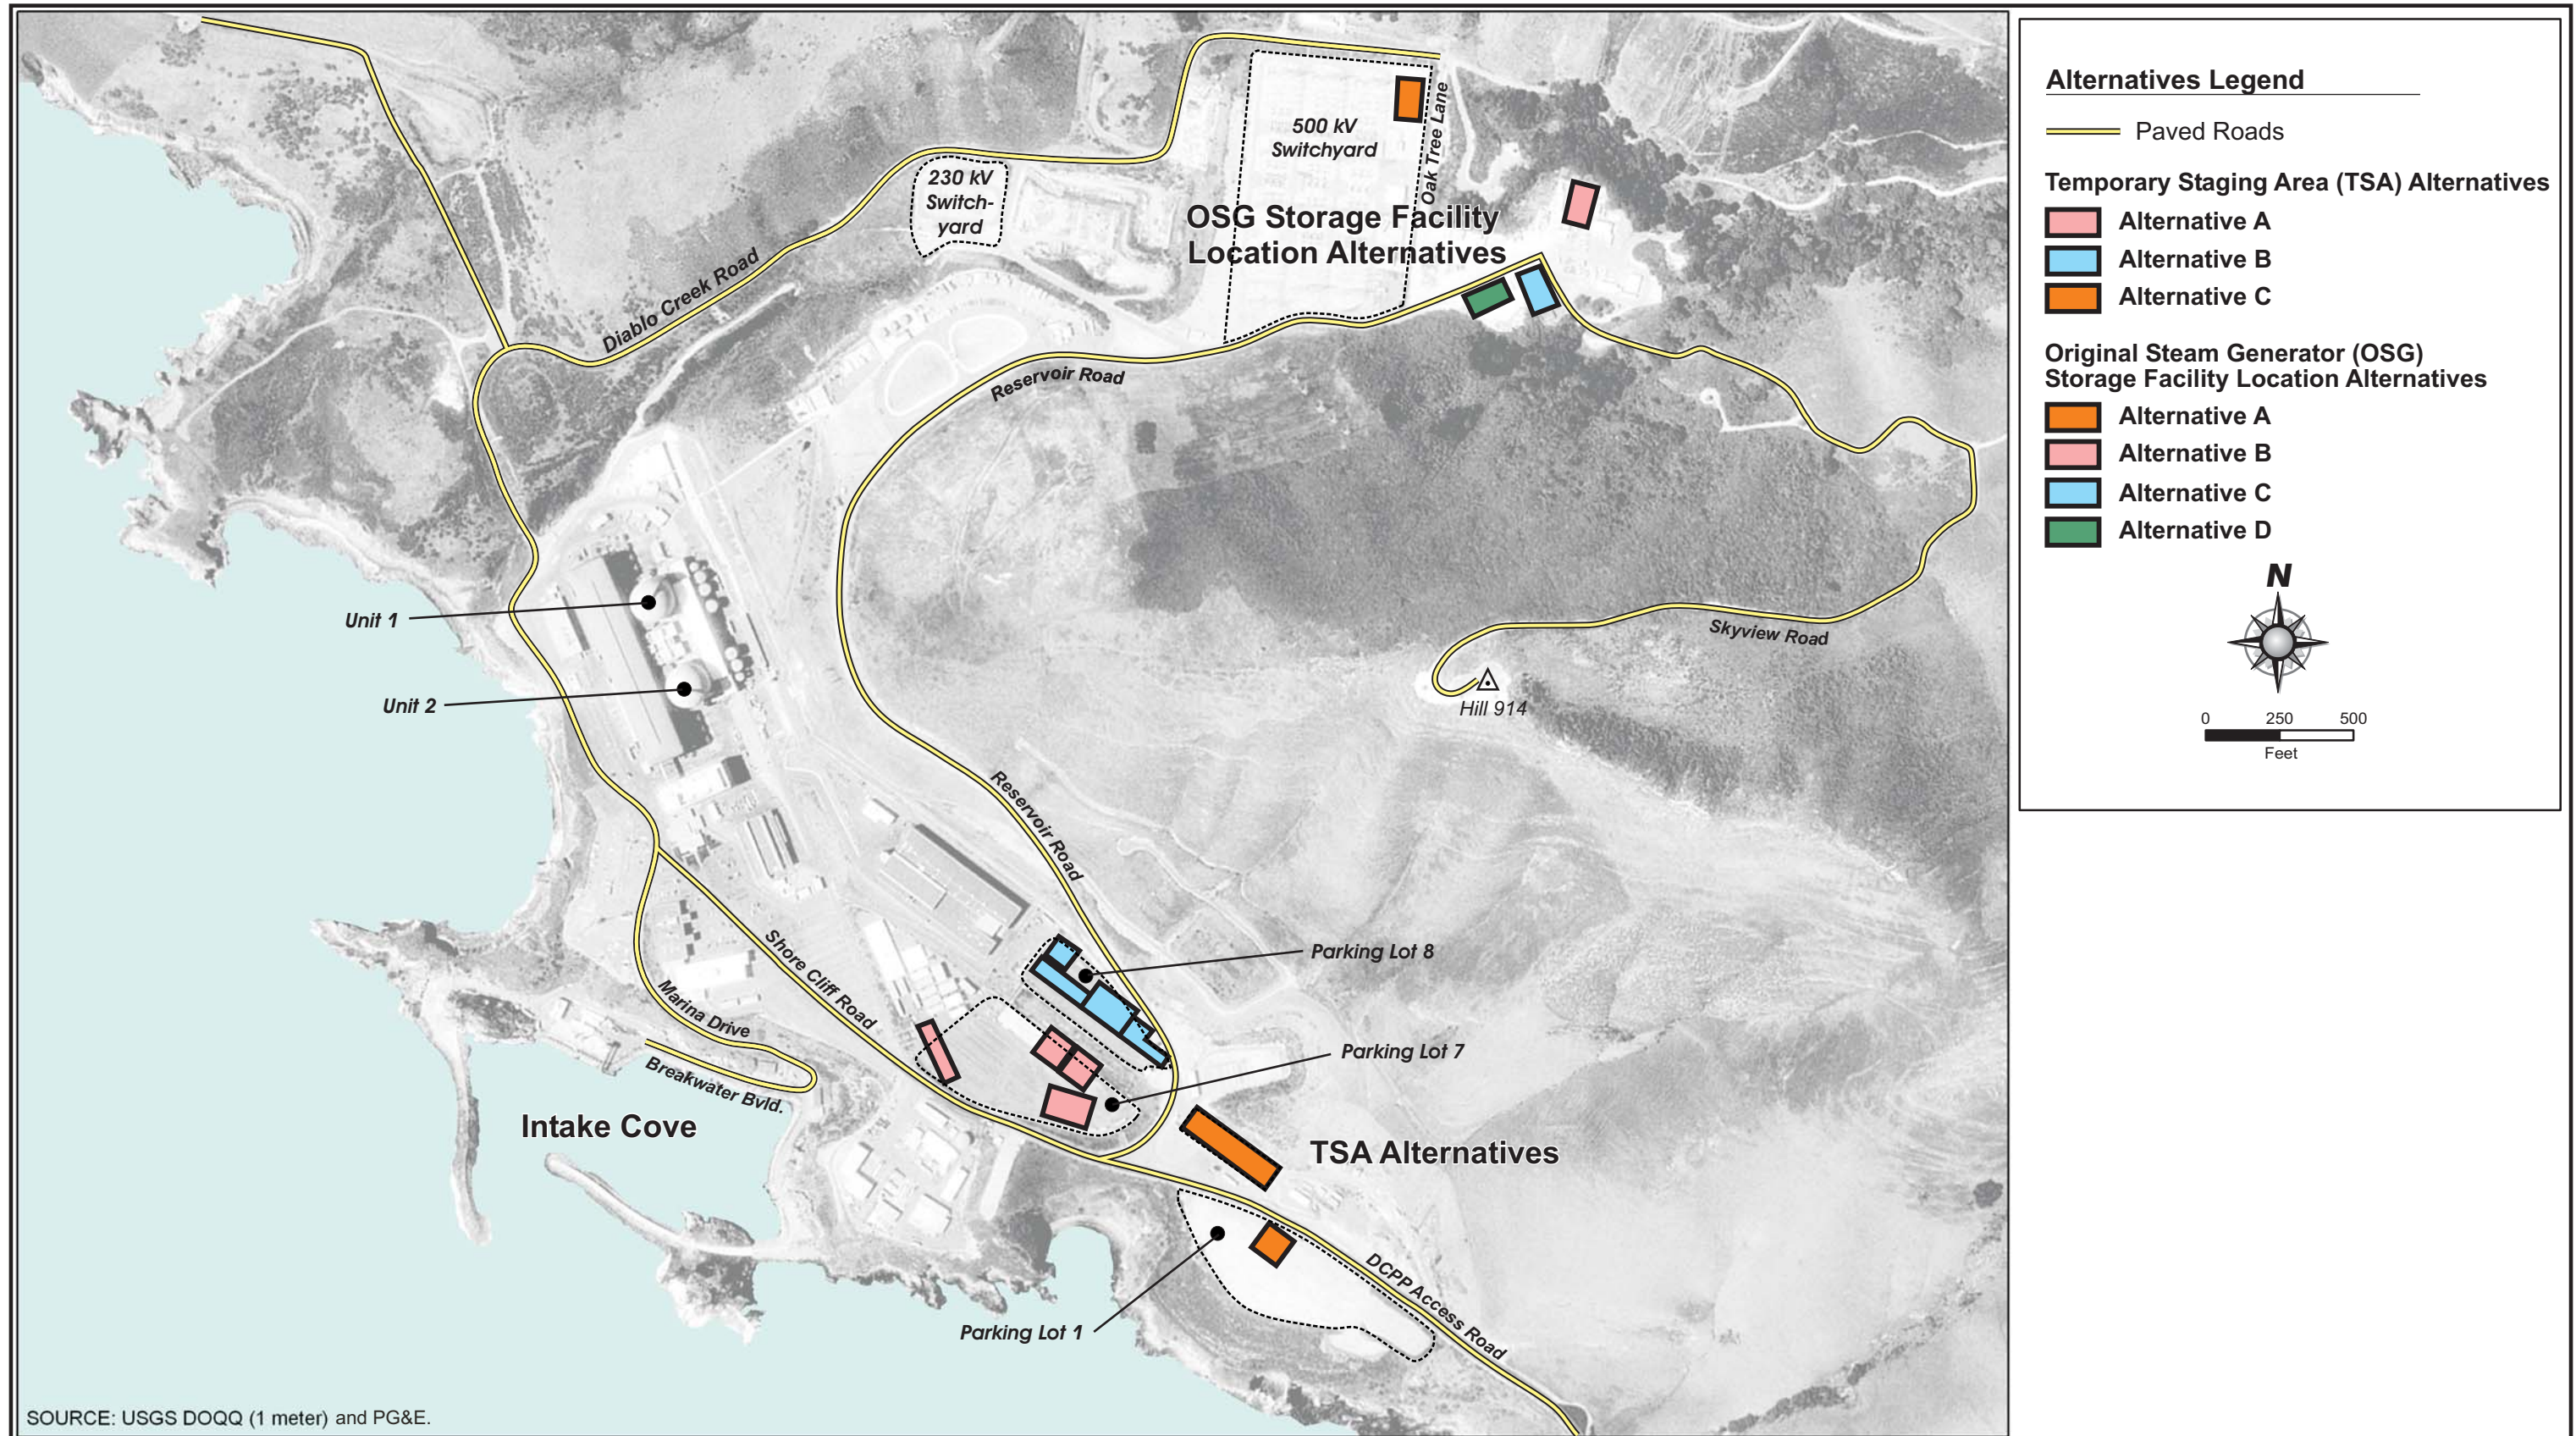 500 kV
Switchyard
Oak Tree Lane
230 kV
Switch-
yard
OSG Storage Facility
Location Alternatives
Diablo Creek Road
Reservoir Road
Unit 1
Unit 2
Skyview Road
Hill 914
Reservoir Road
Parking Lot 8
Shore Cliff Road
Marina Drive
Breakwater Bvld.
Parking Lot 7
Intake Cove
TSA Alternatives
DCPP Access Road
Parking Lot 1
SOURCE: USGS DOQQ (1 meter) and PG&E.
Alternatives Legend
Paved Roads
Temporary Staging Area (TSA) Alternatives
Alternative A
Alternative B
Alternative C
Original Steam Generator (OSG)
Storage Facility Location Alternatives
Alternative A
Alternative B
Alternative C
Alternative D
N
0 250 500
Feet